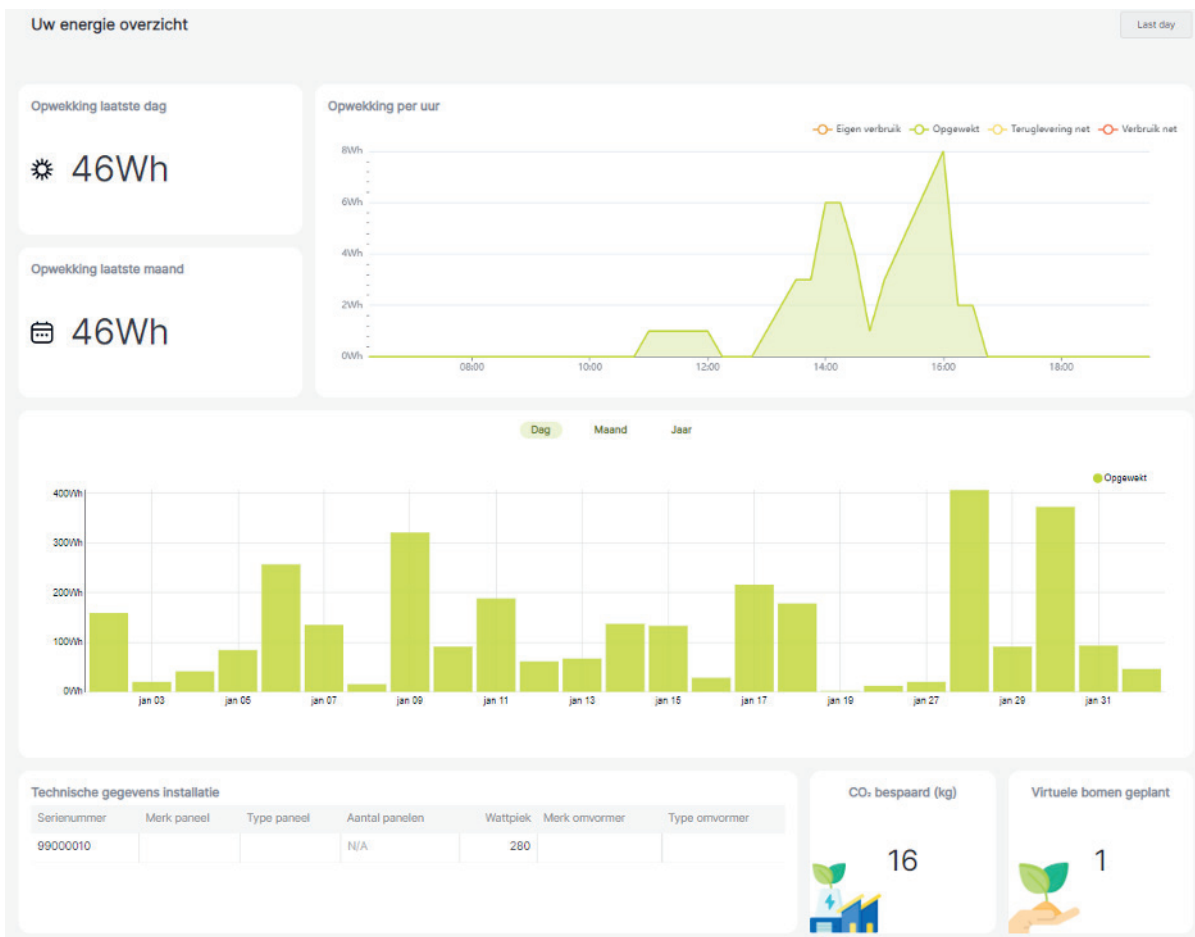 Uw energie overzicht
Last day
Opwekking laatste dag
46Wh
Opwekking laatste maand
46Wh
Opwekking per uur
Eigen verbruik Opgewekt Teruglevering net Verbruik net
8Wh
6Wh
4Wh
2Wh
0Wh
08:00 10:00 12:00 14:00 16:00 18:00
Dag Maand Jaar
Opgewekt
400Wh
300Wh
200Wh
100Wh
0Wh
jan 03 jan 05 jan 07 jan 09 jan 11 jan 13 jan 15 jan 17 jan 19 jan 27 jan 29 jan 31
Technische gegevens installatie
Serienummer Merk paneel Type paneel Aantal panelen Wattpiek Merk omvormer Type omvormer
99000010 N/A 280
CO₂ bespaard (kg)
16
Virtuele bomen geplant
1